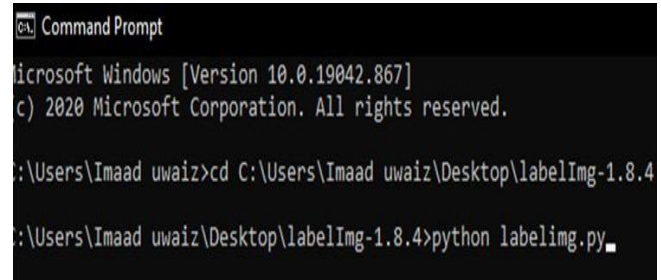 Command Prompt
icrosoft Windows [Version 10.0.19042.867]
c) 2020 Microsoft Corporation. All rights reserved.
:\Users\Imaad uwaiz>cd C:\Users\Imaad uwaiz\Desktop\labelImg-1.8.4
:\Users\Imaad uwaiz\Desktop\labelImg-1.8.4>python labelimg.py